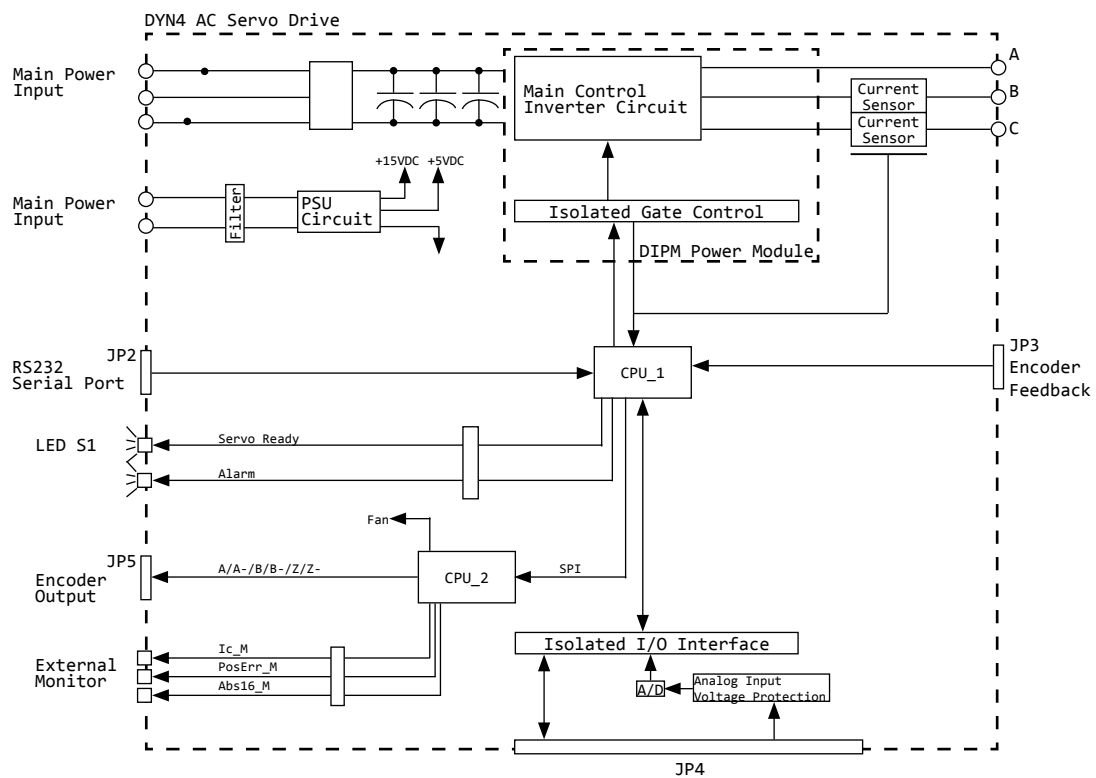 DYN4 AC Servo Drive
Main Power
Input
Main Control
Inverter Circuit
Current
Sensor
Current
Sensor
A
B
C
+15VDC
+5VDC
Main Power
Input
Filter
PSU
Circuit
Isolated Gate Control
DIPM Power Module
RS232
Serial Port
JP2
CPU_1
JP3
Encoder
Feedback
LED S1
Servo Ready
Alarm
Fan
JP5
Encoder
Output
A/A-/B/B-/Z/Z-
CPU_2
SPI
External
Monitor
Ic_M
PosErr_M
Abs16_M
Isolated I/O Interface
A/D
Analog Input
Voltage Protection
JP4